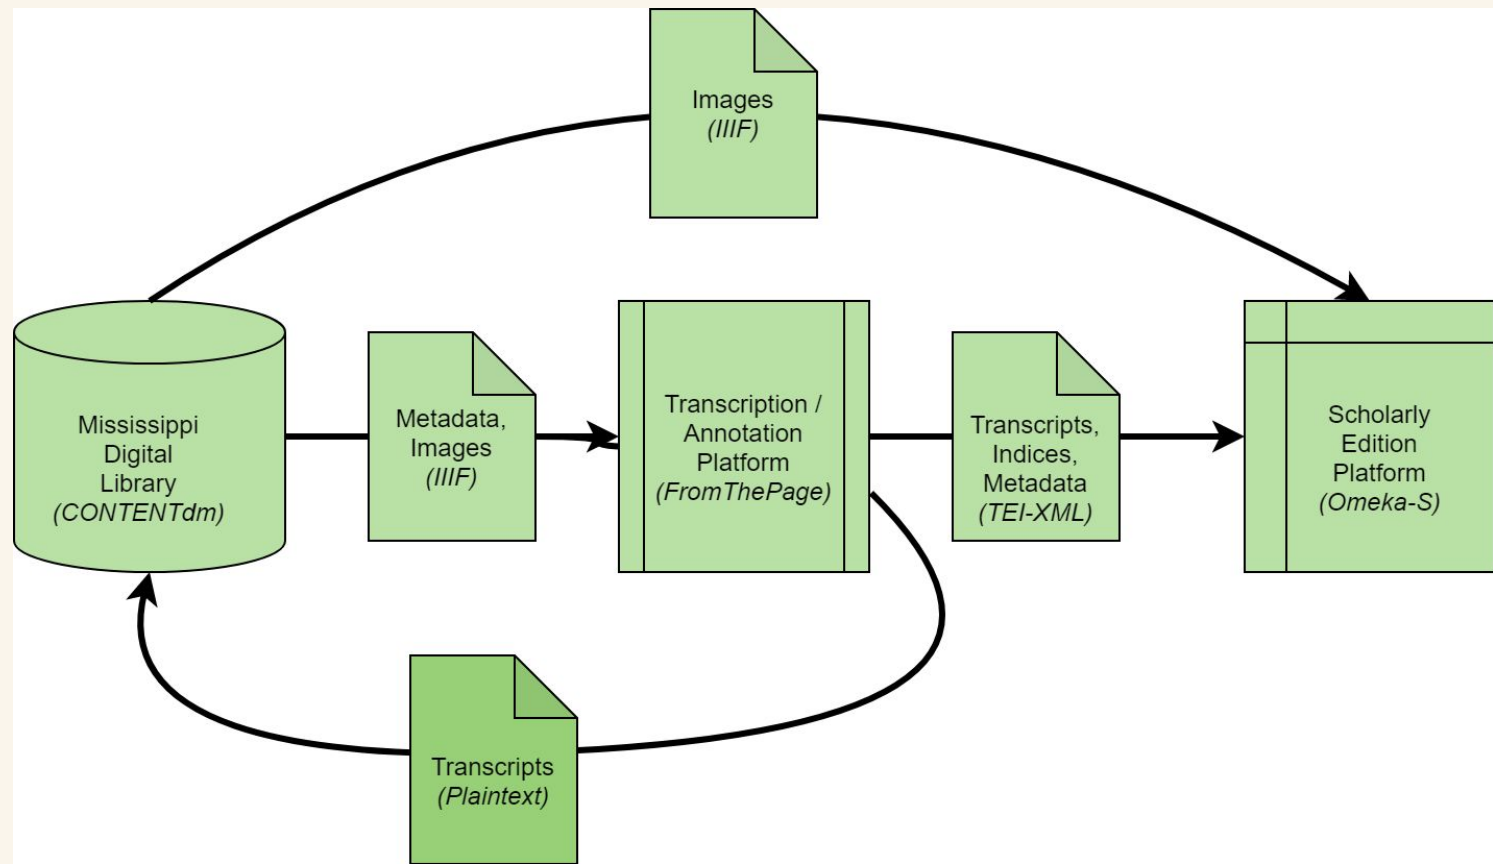 Images
(IIIF)
Mississippi
Digital
Library
(CONTENTdm)
Metadata,
Images
(IIIF)
Transcription /
Annotation
Platform
(FromThePage)
Transcripts,
Indices,
Metadata
(TEI-XML)
Scholarly
Edition
Platform
(Omeka-S)
Transcripts
(Plaintext)